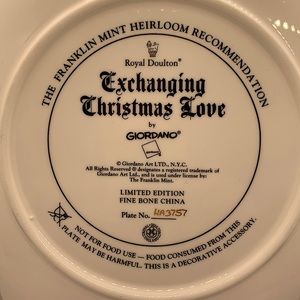 THE FRANKLIN MINT HEIRLOOM RECOMMENDATION
Royal Doulton®
Exchanging
Christmas Love
by
GIORDANO®
© Giordano Art LTD., N.Y.C.
All Rights Reserved ® designates a registered trademark of
Giordano Art Ltd., and is used under license by:
The Franklin Mint.
LIMITED EDITION
FINE BONE CHINA
Plate No. HA3757
NOT FOR FOOD USE — FOOD CONSUMED FROM THIS
PLATE MAY BE HARMFUL. THIS IS A DECORATIVE ACCESSORY.